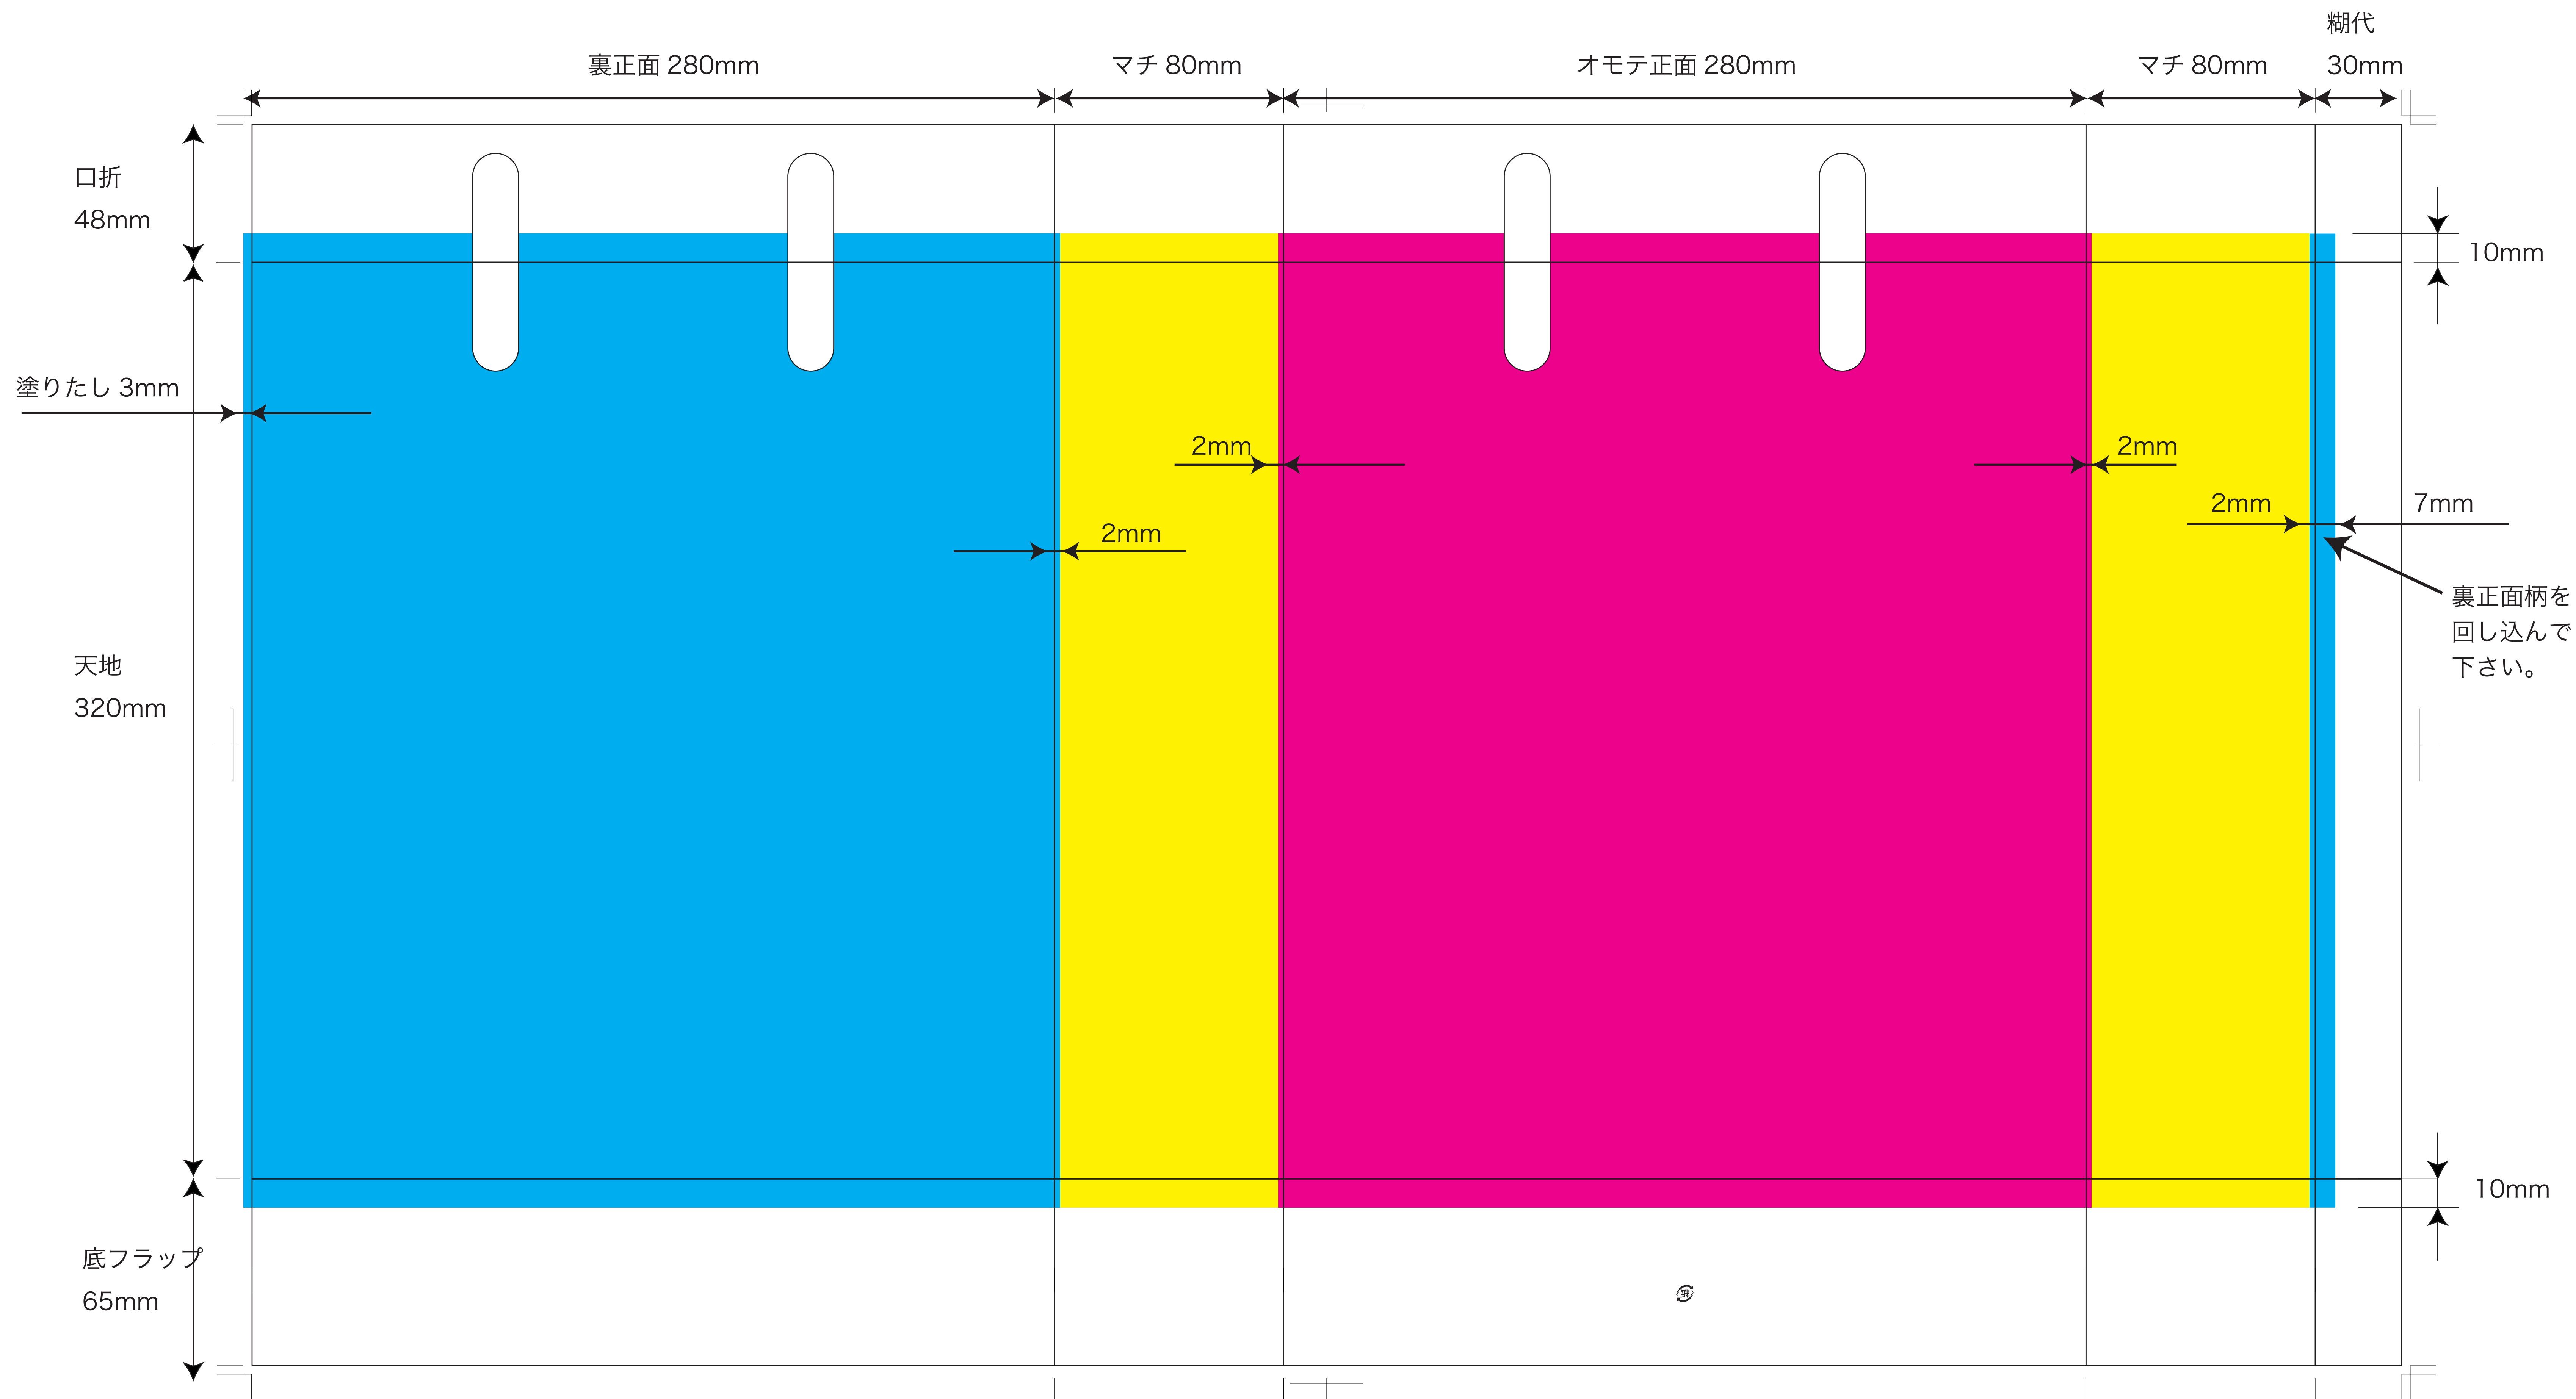 糊代
裏正面 280mm
マチ 80mm
オモテ正面 280mm
マチ 80mm
30mm
口折
48mm
10mm
塗りたし 3mm
2mm
2mm
2mm
7mm
2mm
裏正面柄を
回し込んで
下さい。
天地
320mm
10mm
底フラップ
65mm